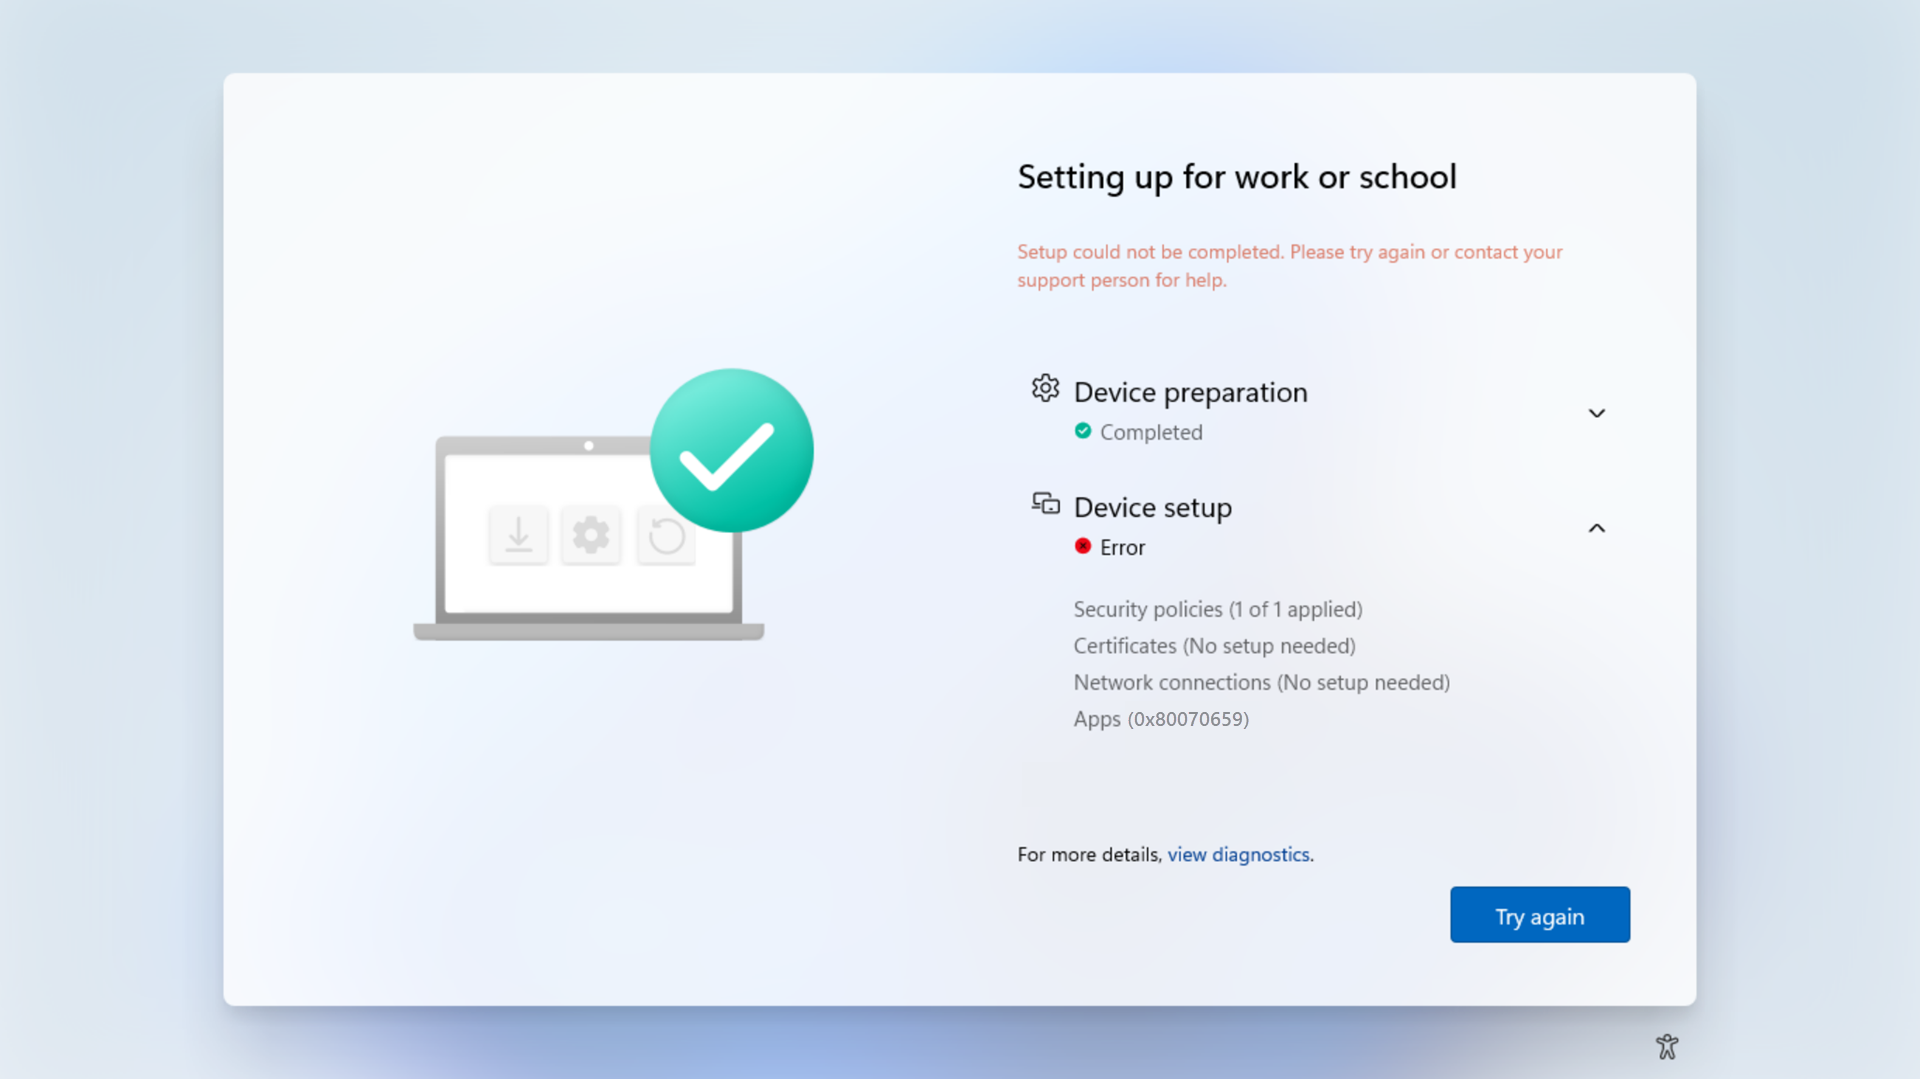 Setting up for work or school
Setup could not be completed. Please try again or contact your
support person for help.
Device preparation
Completed
Device setup
Error
Security policies (1 of 1 applied)
Certificates (No setup needed)
Network connections (No setup needed)
Apps (0x80070659)
For more details, view diagnostics.
Try again